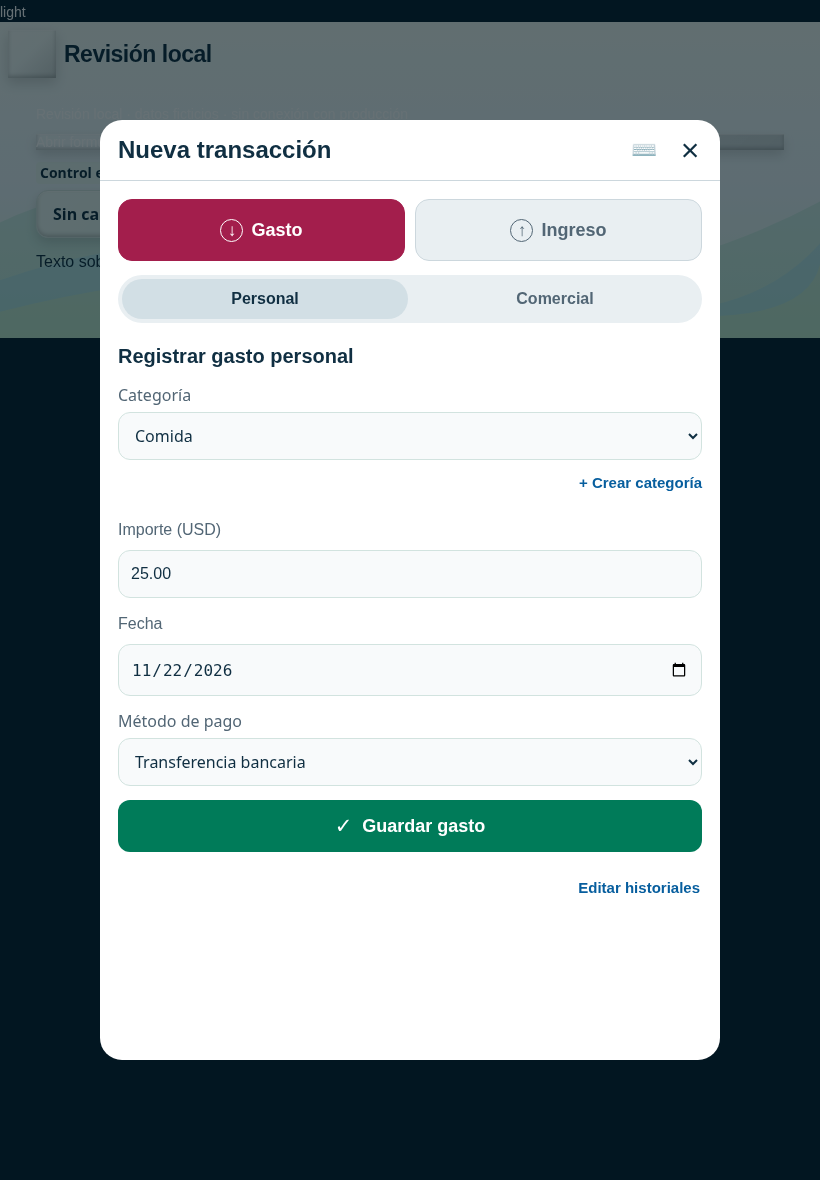 light
Revisión local
Control e
Sin ca
Texto sob
Nueva transacción
↓ Gasto
↑ Ingreso
Personal
Comercial
Registrar gasto personal
Categoría
Comida
+ Crear categoría
Importe (USD)
25.00
Fecha
11/22/2026
Método de pago
Transferencia bancaria
✓ Guardar gasto
Editar historiales